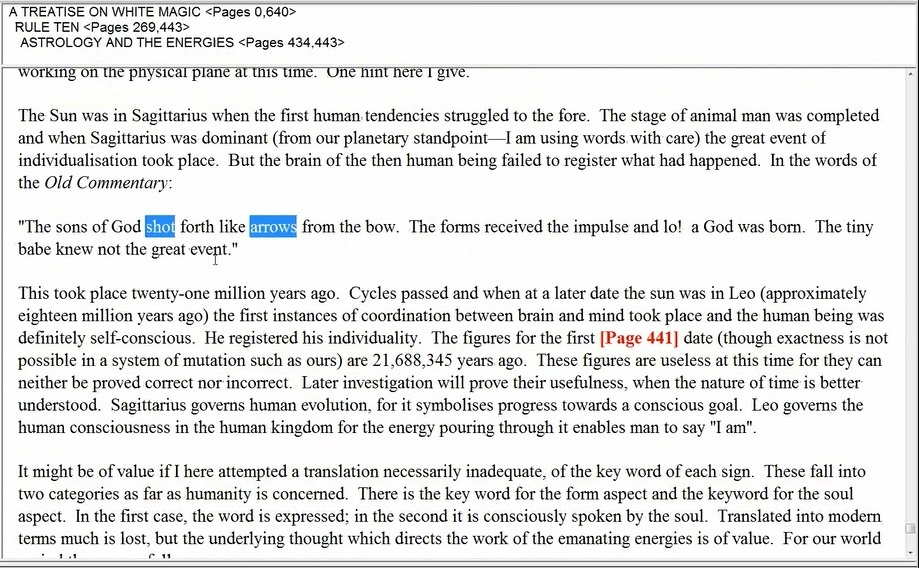 A TREATISE ON WHITE MAGIC <Pages 0,640>
RULE TEN <Pages 269,443>
ASTROLOGY AND THE ENERGIES <Pages 434,443>
working on the physical plane at this time. One hint here I give.
The Sun was in Sagittarius when the first human tendencies struggled to the fore. The stage of animal man was completed
and when Sagittarius was dominant (from our planetary standpoint—I am using words with care) the great event of
individualisation took place. But the brain of the then human being failed to register what had happened. In the words of
the Old Commentary:
"The sons of God shot forth like arrows from the bow. The forms received the impulse and lo! a God was born. The tiny
babe knew not the great event."
This took place twenty-one million years ago. Cycles passed and when at a later date the sun was in Leo (approximately
eighteen million years ago) the first instances of coordination between brain and mind took place and the human being was
definitely self-conscious. He registered his individuality. The figures for the first [Page 441] date (though exactness is not
possible in a system of mutation such as ours) are 21,688,345 years ago. These figures are useless at this time for they can
neither be proved correct nor incorrect. Later investigation will prove their usefulness, when the nature of time is better
understood. Sagittarius governs human evolution, for it symbolises progress towards a conscious goal. Leo governs the
human consciousness in the human kingdom for the energy pouring through it enables man to say "I am".
It might be of value if I here attempted a translation necessarily inadequate, of the key word of each sign. These fall into
two categories as far as humanity is concerned. There is the key word for the form aspect and the keyword for the soul
aspect. In the first case, the word is expressed; in the second it is consciously spoken by the soul. Translated into modern
terms much is lost, but the underlying thought which directs the work of the emanating energies is of value. For our world